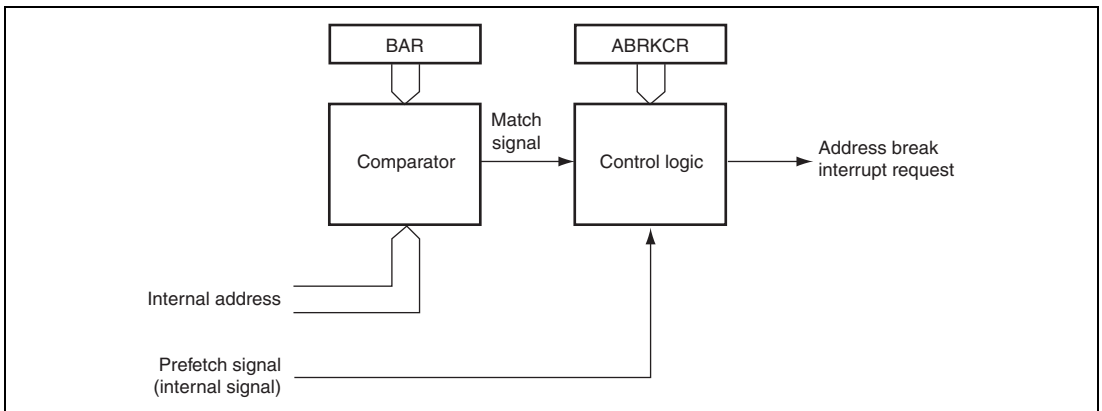 BAR
ABRKCR
Match
signal
Comparator
Control logic
Address break
interrupt request
Internal address
Prefetch signal
(internal signal)